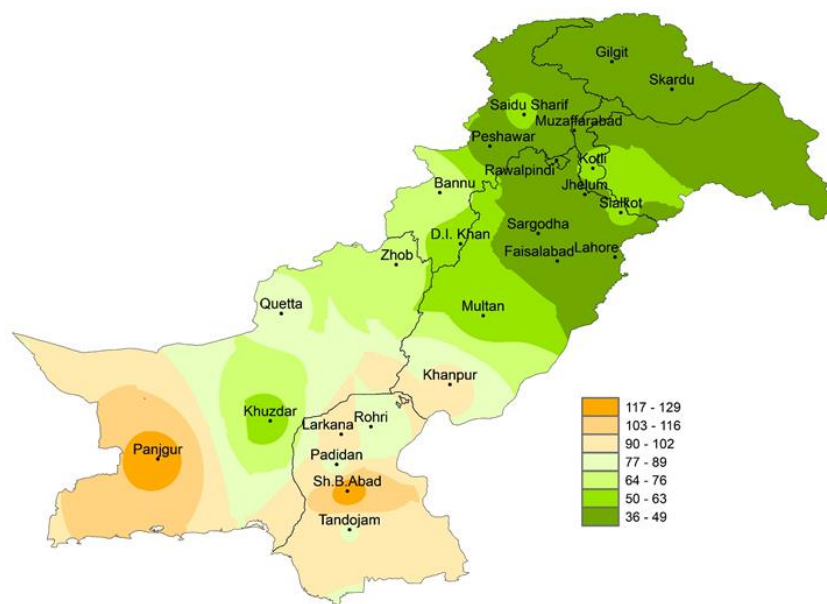 Gilgit
Skardu
Saidu Sharif
Muzaffarabad
Peshawar
Rawalpindi
Kotli
Jhelum
Bannu
Sialkot
Sargodha
D.I. Khan
Faisalabad
Lahore
Zhob
Quetta
Multan
Khanpur
Khuzdar
Rohri
Larkana
Panjgur
Padidan
Sh.B.Abad
Tandojam
117 - 129
103 - 116
90 - 102
77 - 89
64 - 76
50 - 63
36 - 49